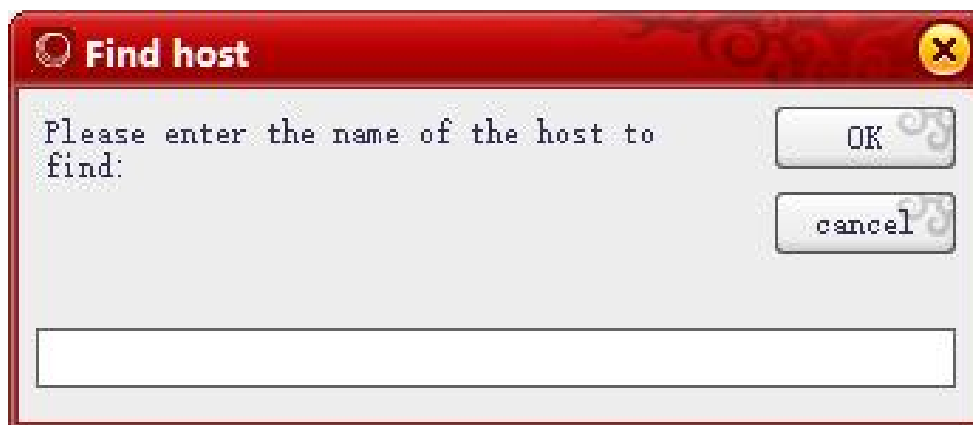 Find host
Please enter the name of the host to
find:
OK
cancel